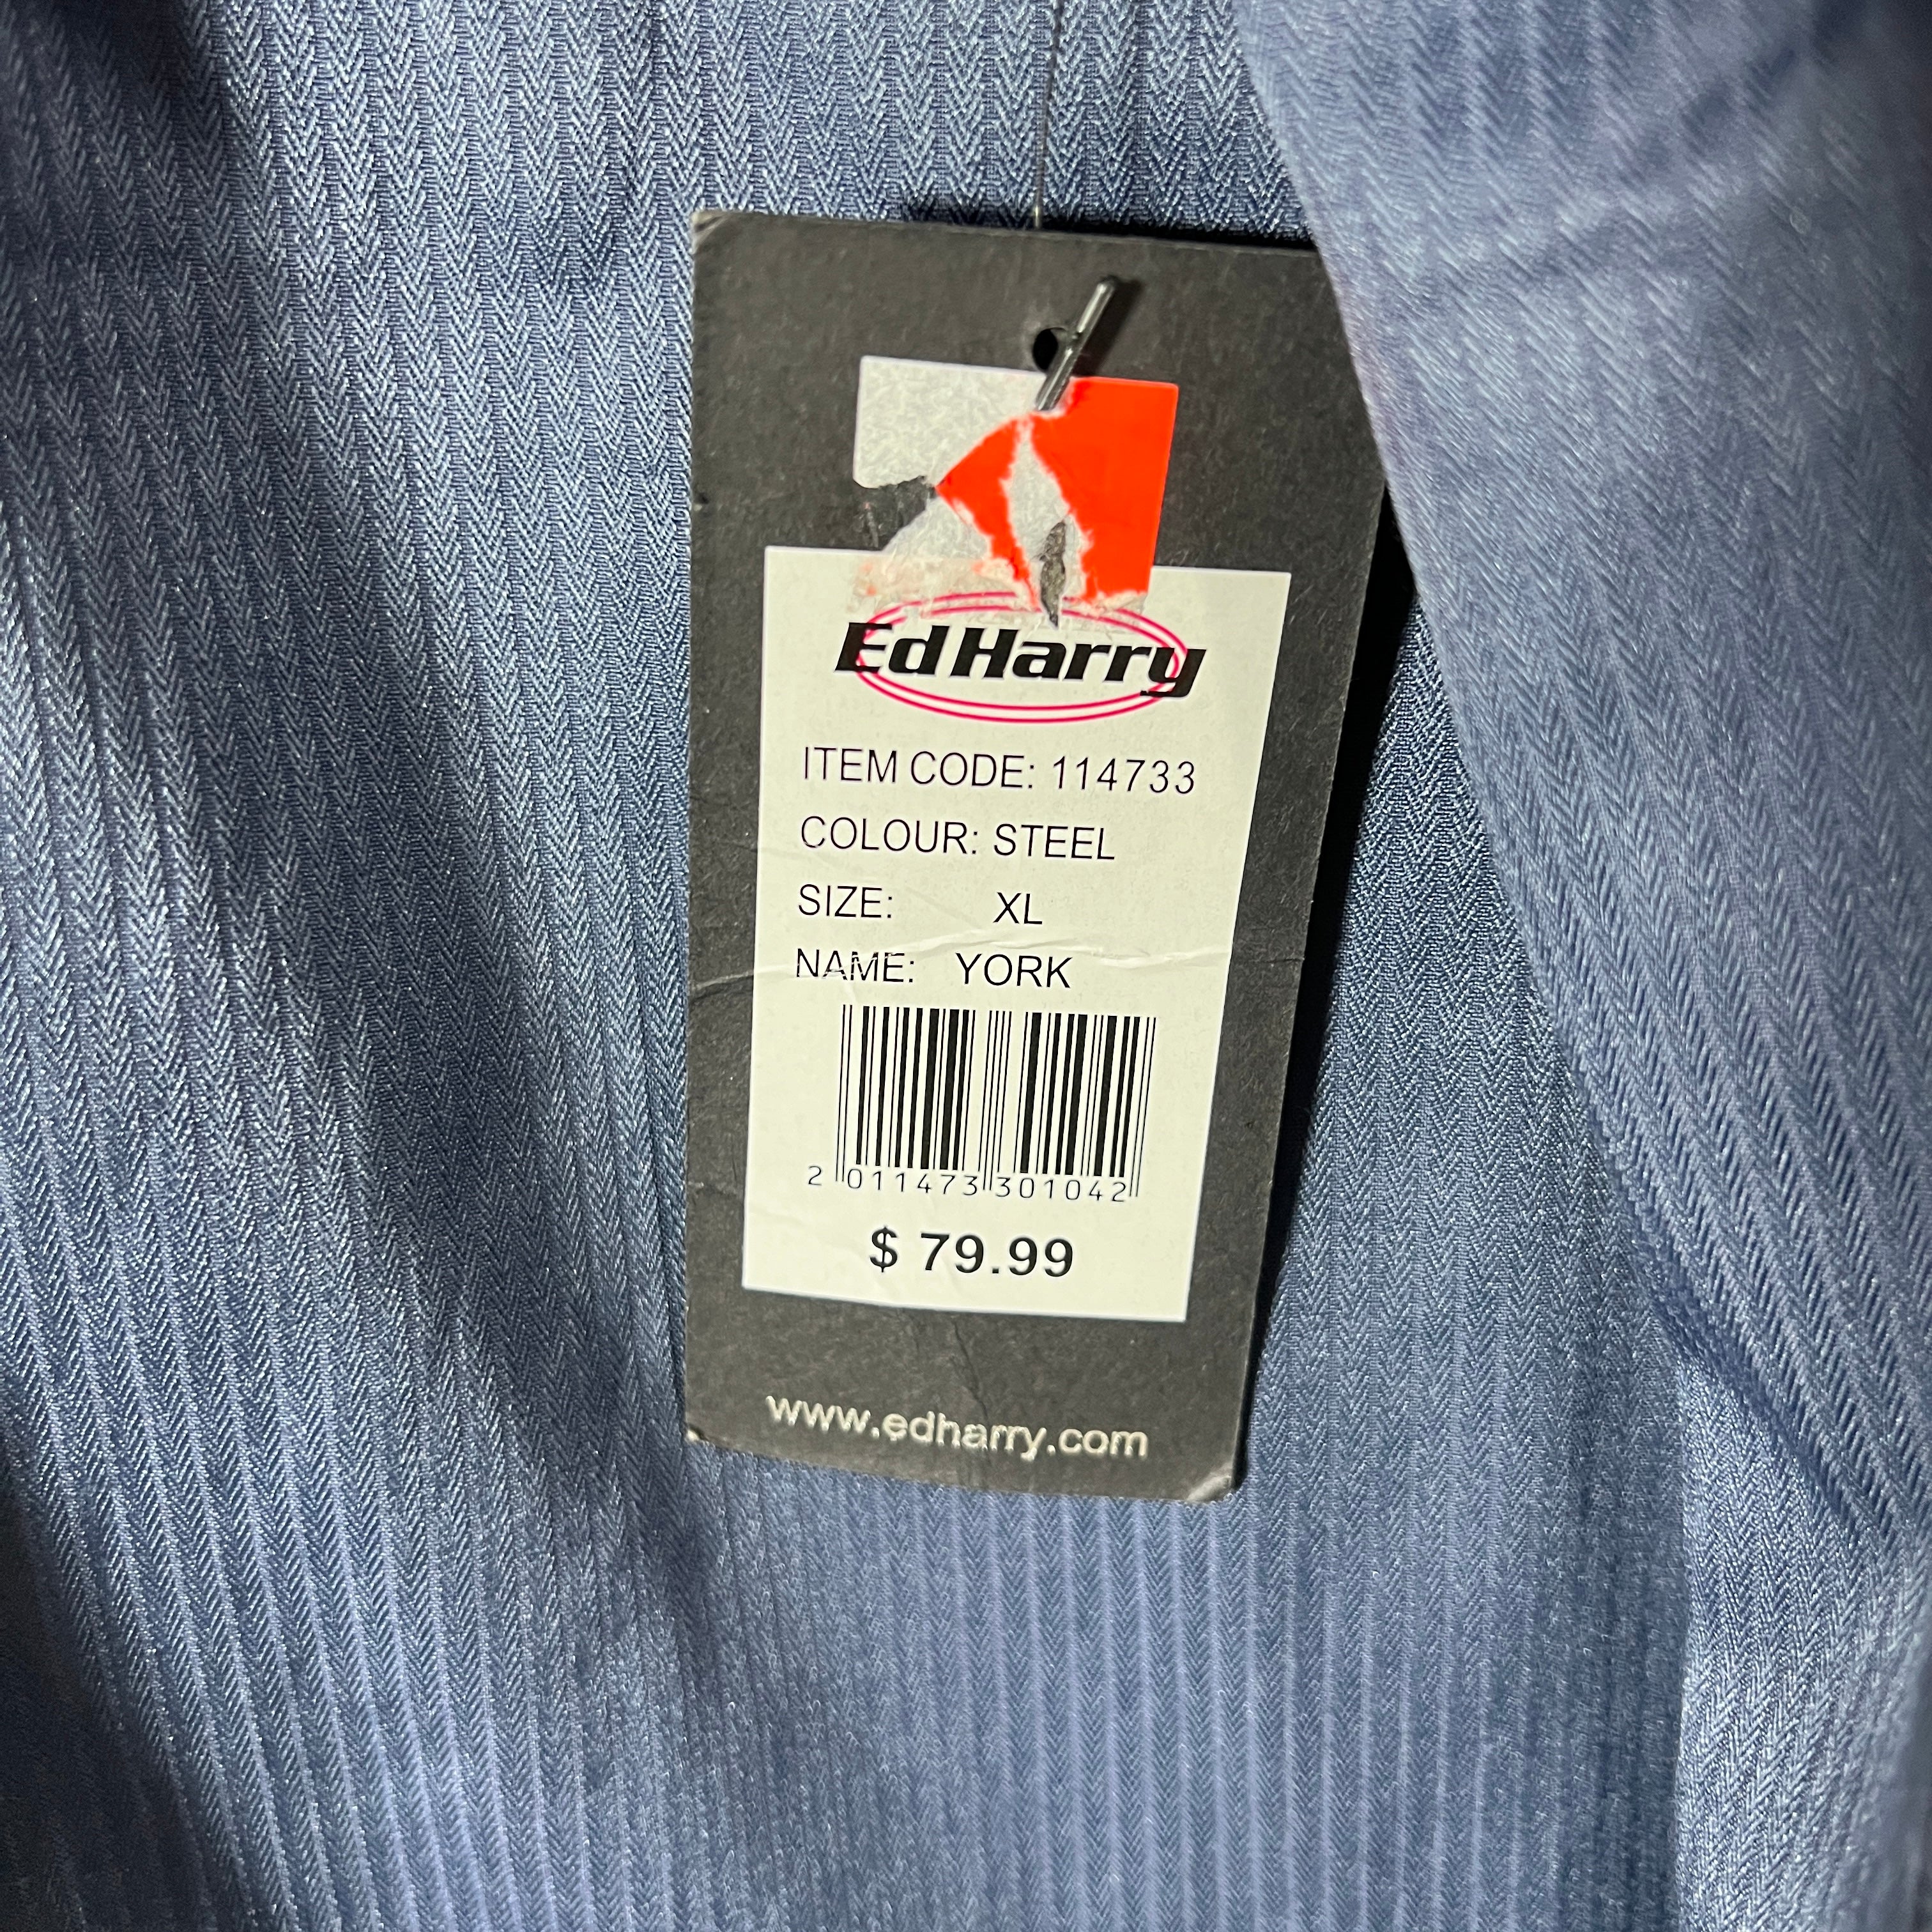 Ed Harry
ITEM CODE: 114733
COLOUR: STEEL
SIZE: XL
NAME: YORK
2 011473 301042
$ 79.99
www.edharry.com